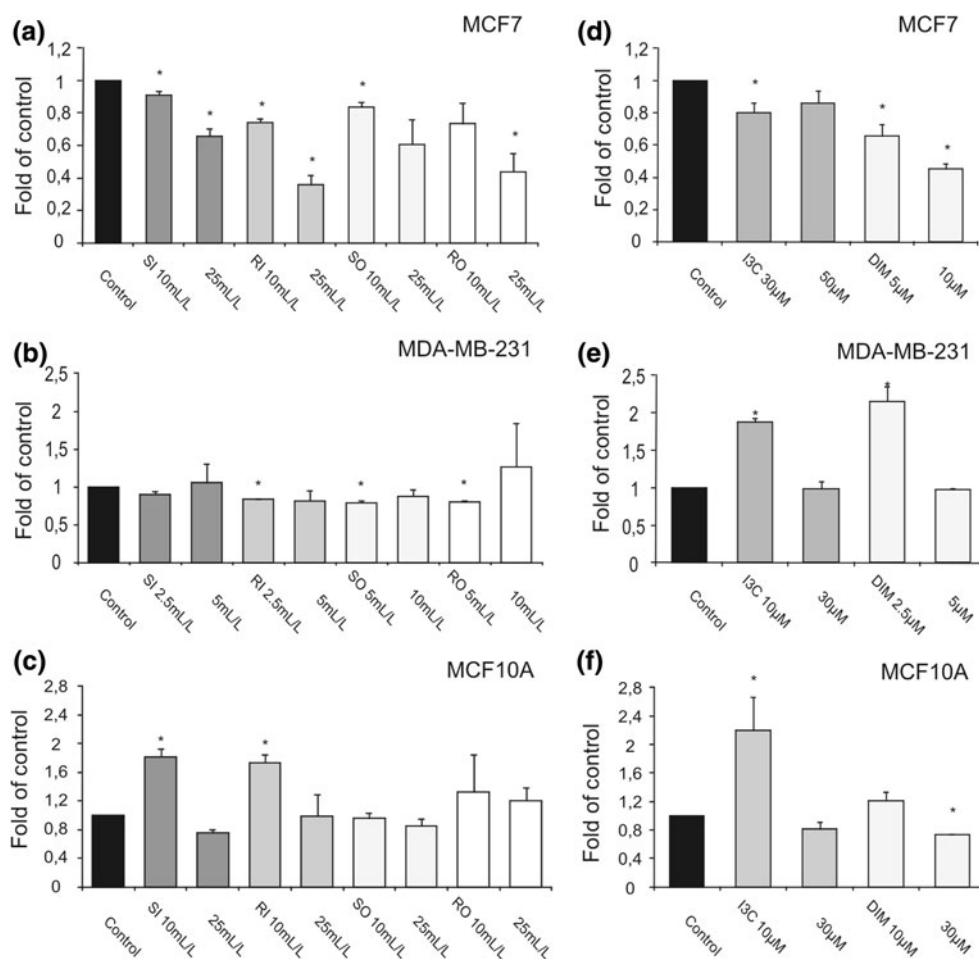 (a)
MCF7
Fold of control
1,2
1
0,8
0,6
0,4
0,2
0
* * * * * *
Control
SI 10mL/L
25mL/L
RI 10mL/L
25mL/L
SO 10mL/L
25mL/L
RO 10mL/L
25mL/L
(d)
MCF7
Fold of control
1,2
1
0,8
0,6
0,4
0,2
0
* * *
Control
I3C 30µM
50µM
DIM 5µM
10µM
(b)
MDA-MB-231
Fold of control
2,5
2
1,5
1
0,5
0
* * *
Control
SI 2.5mL/L
5mL/L
RI 2.5mL/L
5mL/L
SO 5mL/L
10mL/L
RO 5mL/L
10mL/L
(e)
MDA-MB-231
Fold of control
2,5
2
1,5
1
0,5
0
* *
Control
I3C 10µM
30µM
DIM 2.5µM
5µM
(c)
MCF10A
Fold of control
2,8
2,4
2
1,6
1,2
0,8
0,4
0
* *
Control
SI 10mL/L
25mL/L
RI 10mL/L
25mL/L
SO 10mL/L
25mL/L
RO 10mL/L
25mL/L
(f)
MCF10A
Fold of control
2,8
2,4
2
1,6
1,2
0,8
0,4
0
* *
Control
I3C 10µM
30µM
DIM 10µM
30µM